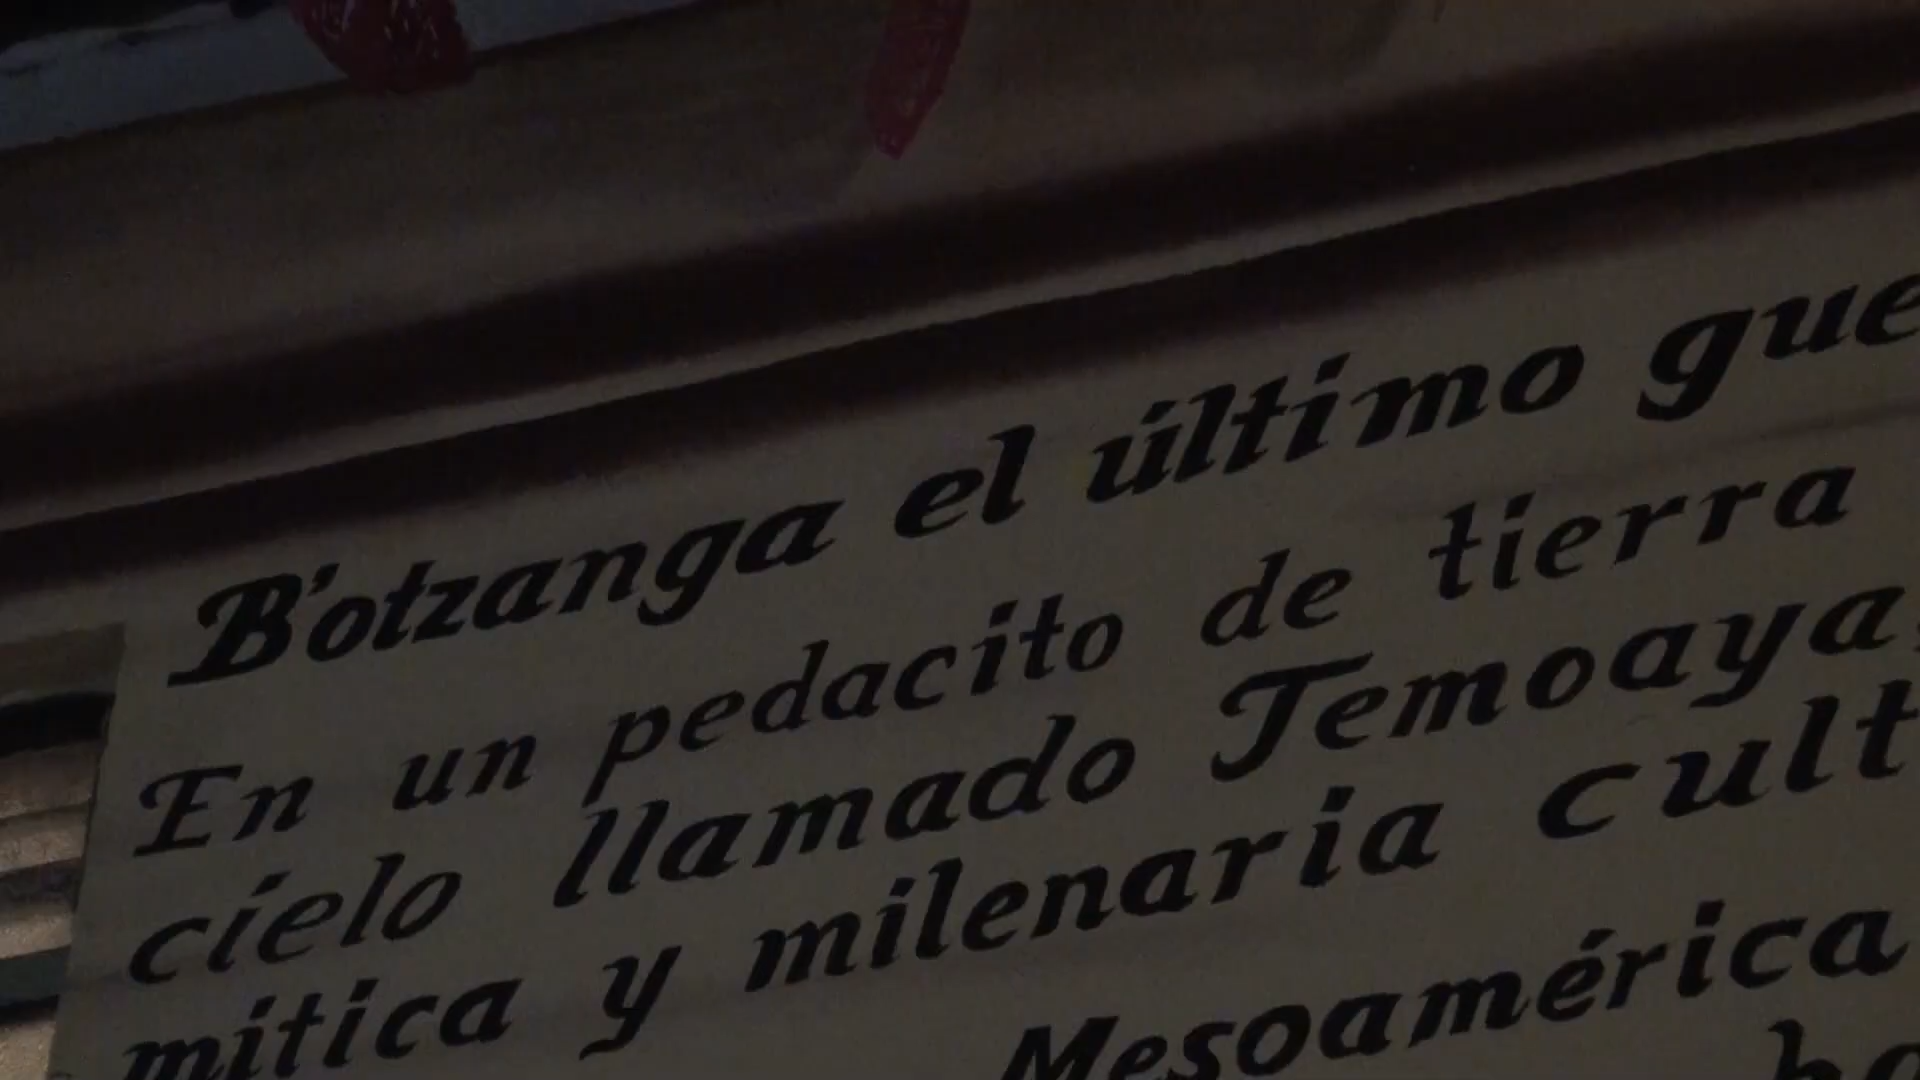 B'otzanga el último gue
En un pedacito de tierra
cielo llamado Temoaya,
mitica y milenaria cult
Mesoamérica